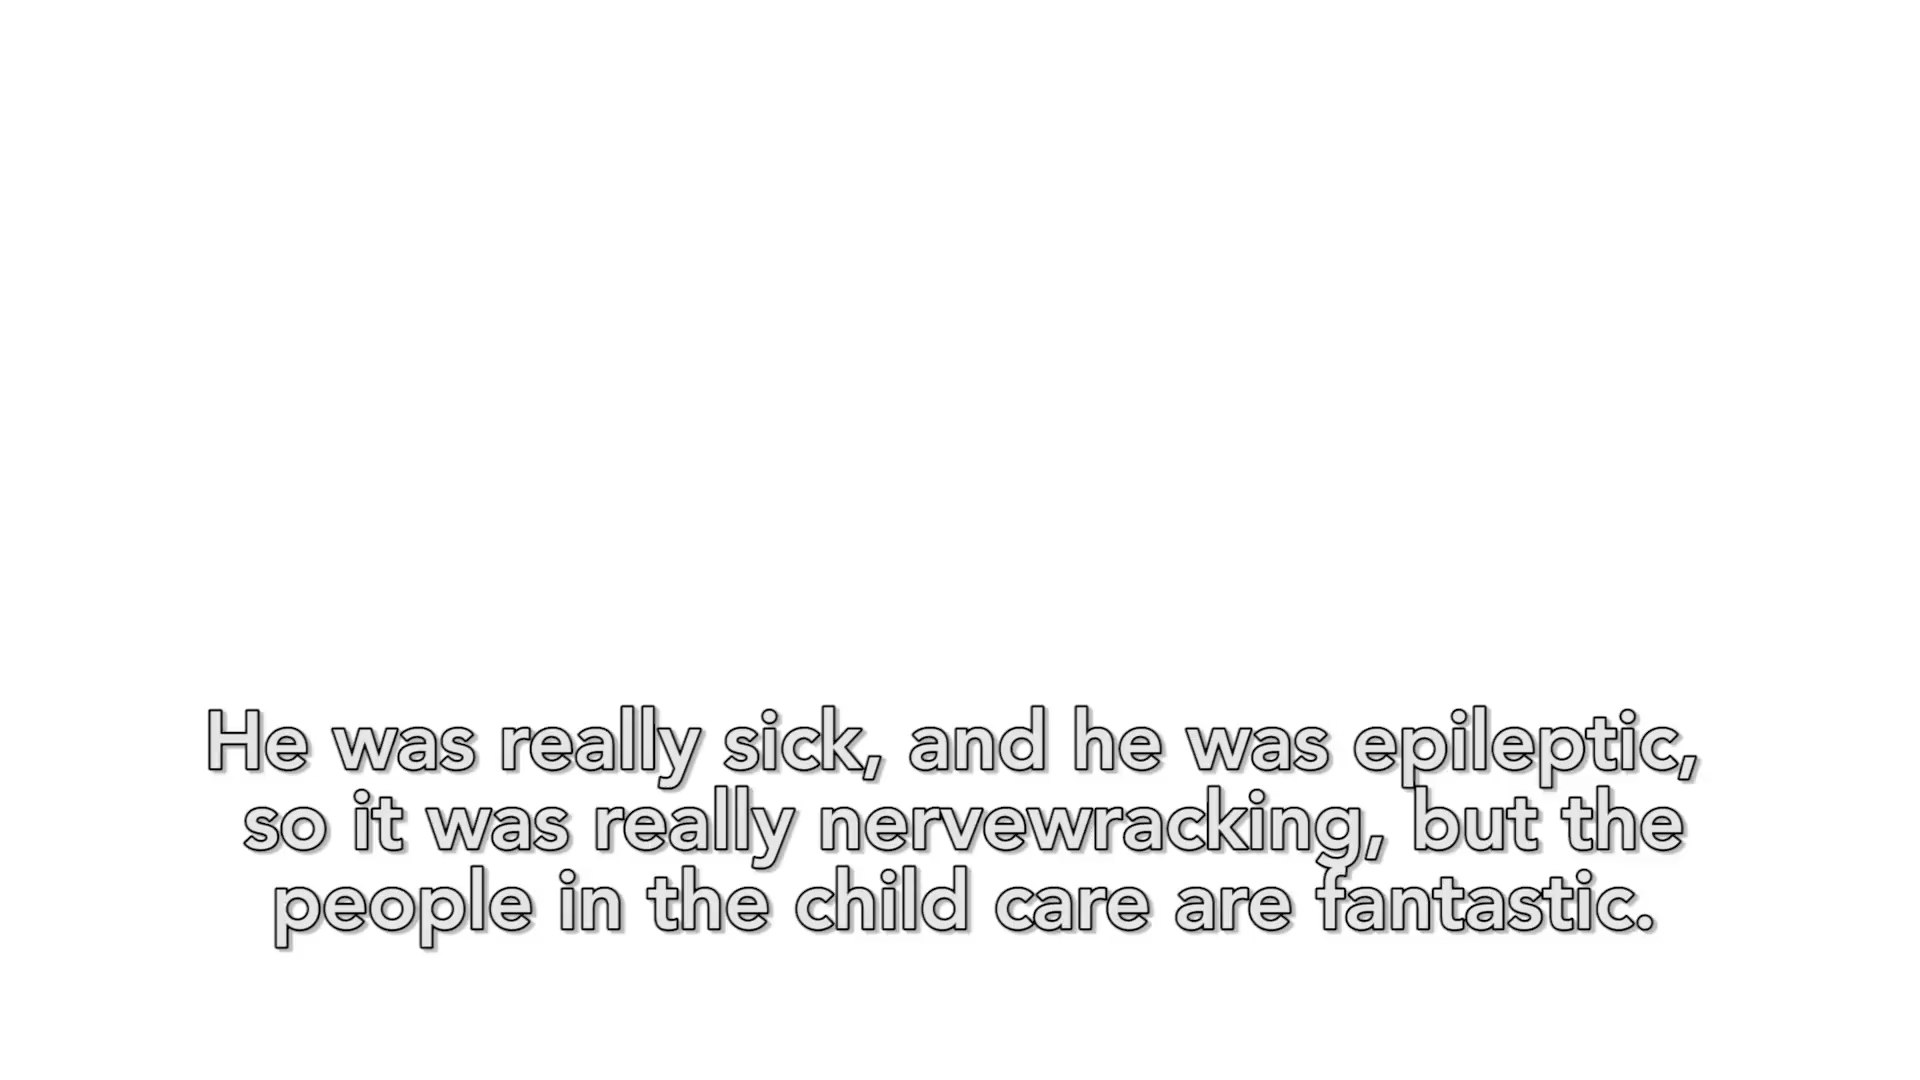 He was really sick, and he was epileptic,
so it was really nervewracking, but the
people in the child care are fantastic.